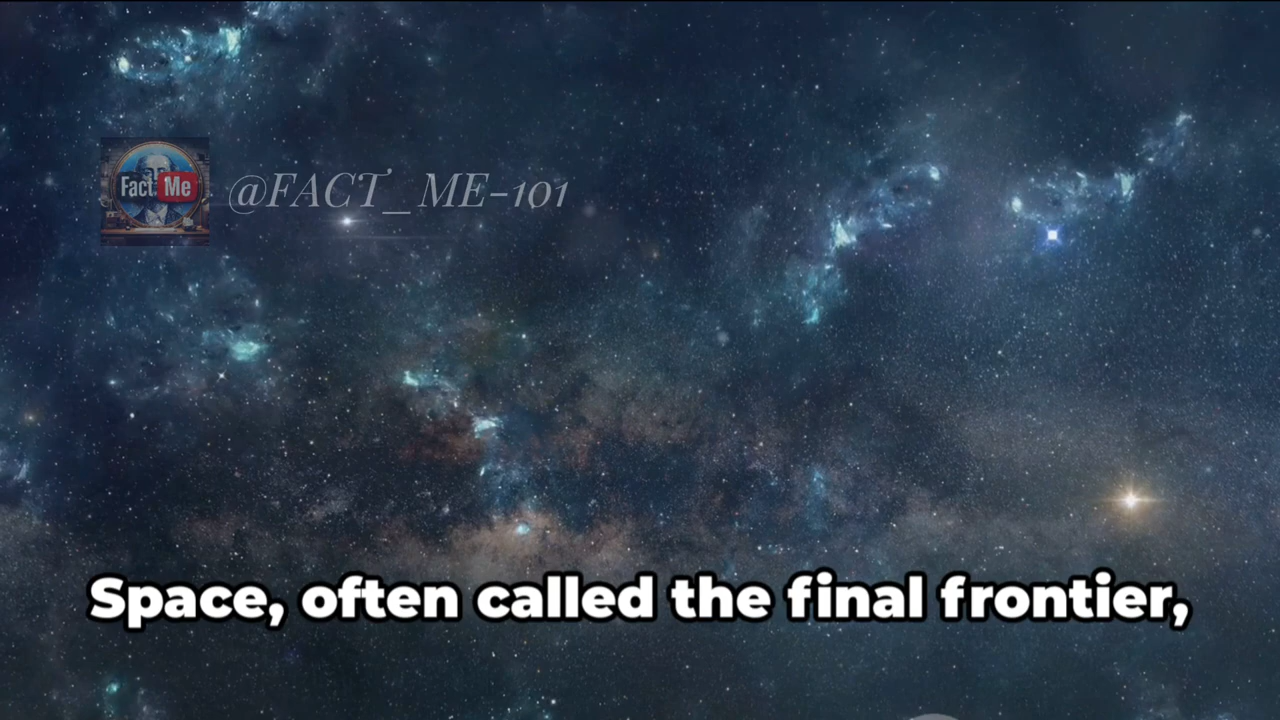 Fact Me
@FACT_ME-101
Space, often called the final frontier,